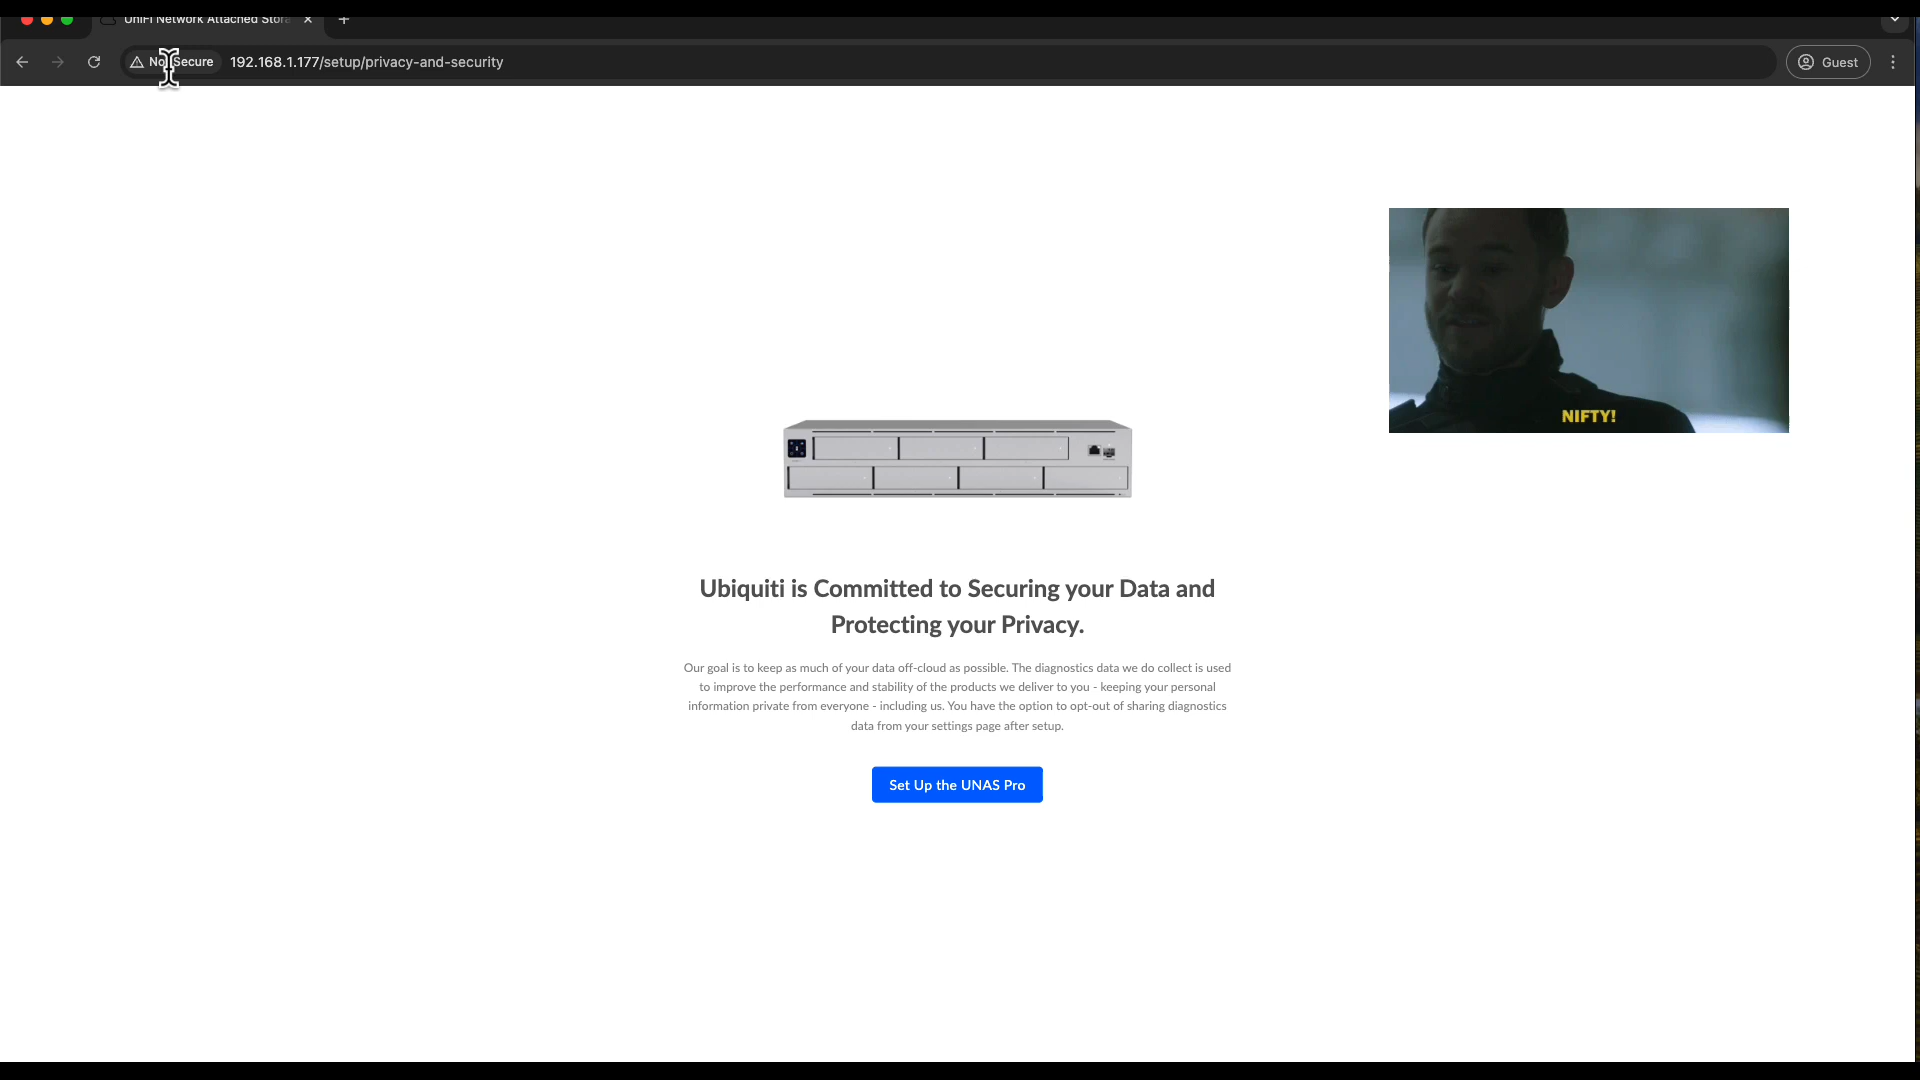 UniFi Network Attached Stora
Not Secure
192.168.1.177/setup/privacy-and-security
Guest
NIFTY!
Ubiquiti is Committed to Securing your Data and
Protecting your Privacy.
Our goal is to keep as much of your data off-cloud as possible. The diagnostics data we do collect is used
to improve the performance and stability of the products we deliver to you - keeping your personal
information private from everyone - including us. You have the option to opt-out of sharing diagnostics
data from your settings page after setup.
Set Up the UNAS Pro